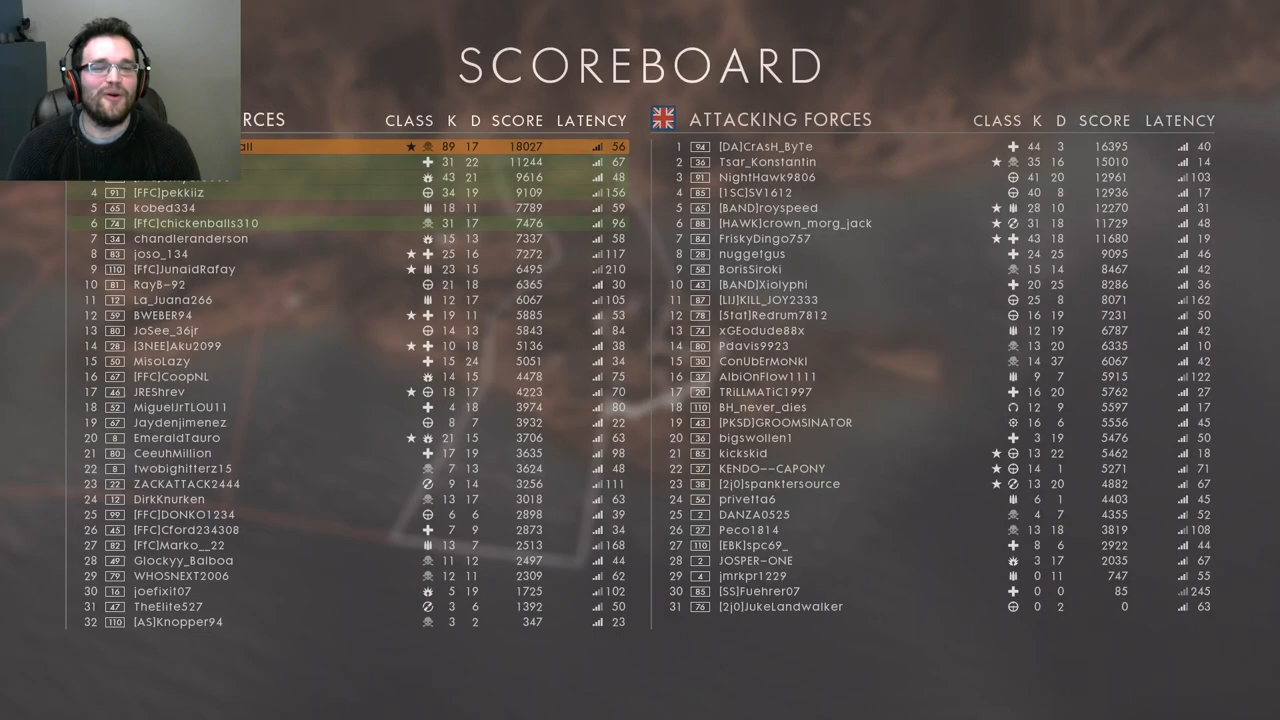 SCOREBOARD
RCES CLASS K D SCORE LATENCY
all 89 17 18027 56
31 22 11244 67
43 21 9616 48
4 91 [FFC]pekkiiz 34 19 9109 156
5 65 kobed334 18 11 7789 59
6 74 [FfC]chickenballs310 31 17 7476 96
7 34 chandleranderson 15 13 7337 58
8 83 joso_134 25 16 7272 117
9 110 [FfC]JunaidRafay 23 15 6495 210
10 81 RayB-92 21 18 6365 30
11 12 La_Juana266 12 17 6067 105
12 59 BWEBER94 19 11 5885 53
13 80 JoSee_36jr 14 13 5843 84
14 28 [3NEE]Aku2099 10 18 5136 38
15 50 MisoLazy 15 24 5051 34
16 67 [FFC]CoopNL 14 15 4478 75
17 46 JREShrev 18 17 4223 70
18 52 MiguelJrTLOU11 4 18 3974 80
19 67 Jaydenjimenez 8 7 3932 22
20 8 EmeraldTauro 21 15 3706 63
21 80 CeeuhMillion 17 19 3635 98
22 8 twobighitterz15 7 13 3624 48
23 22 ZACKATTACK2444 9 14 3256 111
24 12 DirkKnurken 13 17 3018 63
25 99 [FFC]DONKO1234 6 6 2898 39
26 45 [FFC]Cford234308 7 9 2873 34
27 82 [FfC]Marko__22 13 7 2513 168
28 49 Glockyy_Balboa 11 12 2497 44
29 79 WHOSNEXT2006 12 11 2309 62
30 16 joefixit07 5 19 1725 102
31 47 TheElite527 3 6 1392 50
32 110 [AS]Knopper94 3 2 347 23
ATTACKING FORCES CLASS K D SCORE LATENCY
1 94 [DA]CrAsH_ByTe 44 3 16395 40
2 36 Tsar_Konstantin 35 16 15010 14
3 91 NightHawk9806 41 20 12961 103
4 85 [1SC]SV1612 40 8 12936 17
5 65 [BAND]royspeed 28 10 12270 31
6 88 [HAWK]crown_morg_jack 31 18 11729 48
7 84 FriskyDingo757 43 18 11680 19
8 28 nuggetgus 24 25 9095 46
9 58 BorisSiroki 15 14 8467 42
10 43 [BAND]Xiolyphi 20 25 8286 36
11 87 [LIJ]KILL_JOY2333 25 8 8071 162
12 78 [5tat]Redrum7812 16 19 7231 50
13 74 xGEodude88x 12 19 6787 42
14 80 Pdavis9923 13 20 6335 10
15 30 ConUbErMoNkI 14 37 6067 42
16 37 AlbiOnFlow1111 9 7 5915 122
17 20 TRiLLMATiC1997 16 20 5762 27
18 110 BH_never_dies 12 9 5597 17
19 43 [PKSD]GROOMSINATOR 16 6 5556 45
20 36 bigswollen1 3 19 5476 50
21 85 kickskid 13 22 5462 18
22 37 KENDO--CAPONY 14 1 5271 71
23 38 [2j0]spanktersource 13 20 4882 67
24 56 privetta6 6 1 4403 45
25 2 DANZA0525 4 7 4355 52
26 27 Peco1814 13 18 3819 108
27 110 [EBK]spc69_ 8 6 2922 44
28 2 JOSPER-ONE 3 17 2035 67
29 4 jmrkpr1229 0 11 747 55
30 85 [SS]Fuehrer07 0 0 85 245
31 76 [2j0]JukeLandwalker 0 2 0 63